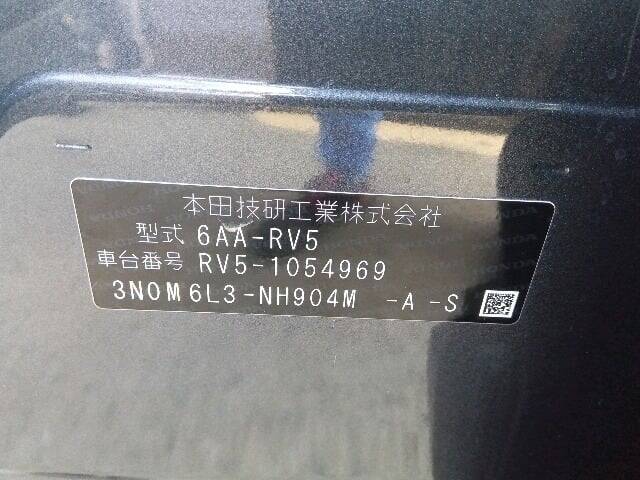 本田技研工業株式会社
型式 6AA-RV5
車台番号 RV5-1054969
3N0M6L3-NH904M -A-S